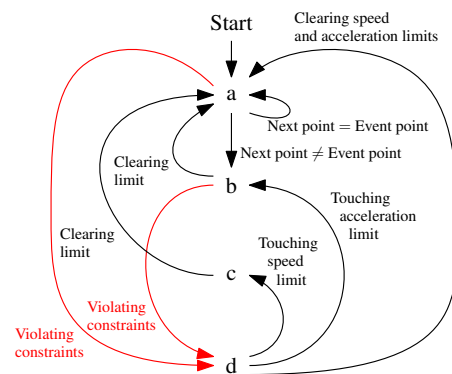 Start
Clearing speed
and acceleration limits
a
Next point = Event point
Next point ≠ Event point
Clearing
limit
b
Touching
acceleration
limit
Clearing
limit
Touching
speed
limit
c
Violating
constraints
Violating
constraints
d